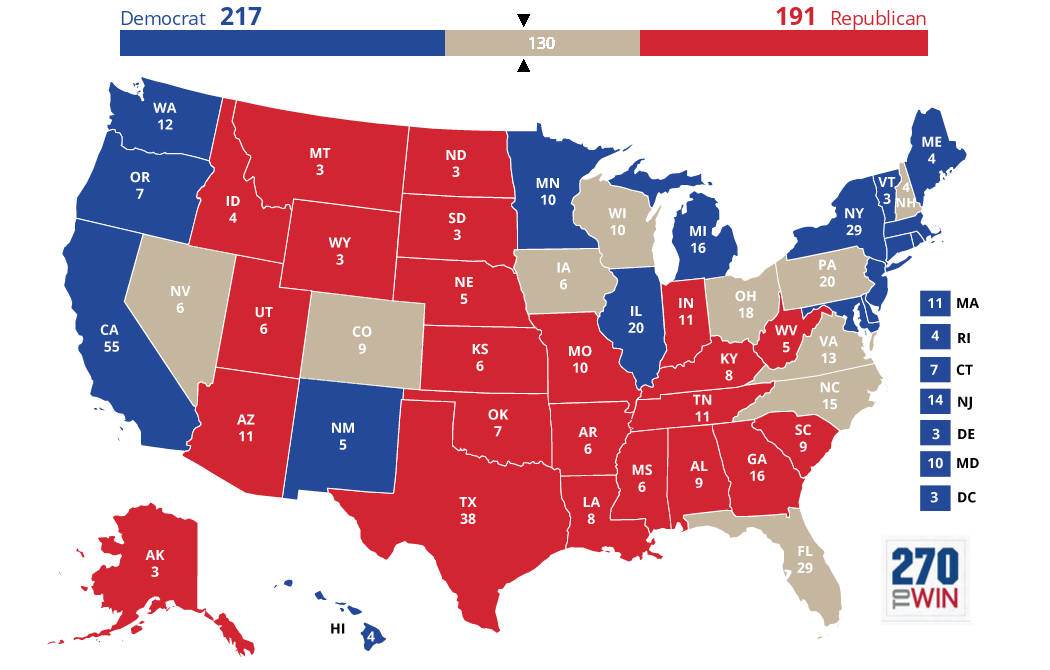 Democrat 217
191 Republican
130
WA
12
OR
7
CA
55
NV
6
ID
4
MT
3
WY
3
UT
6
AZ
11
CO
9
NM
5
ND
3
SD
3
NE
5
KS
6
OK
7
TX
38
MN
10
IA
6
MO
10
AR
6
LA
8
WI
10
IL
20
MI
16
IN
11
OH
18
KY
8
TN
11
MS
6
AL
9
GA
16
FL
29
SC
9
NC
15
VA
13
WV
5
PA
20
NY
29
VT
3
4
NH
ME
4
11 MA
4 RI
7 CT
14 NJ
3 DE
10 MD
3 DC
AK
3
HI
4
270
TO WIN